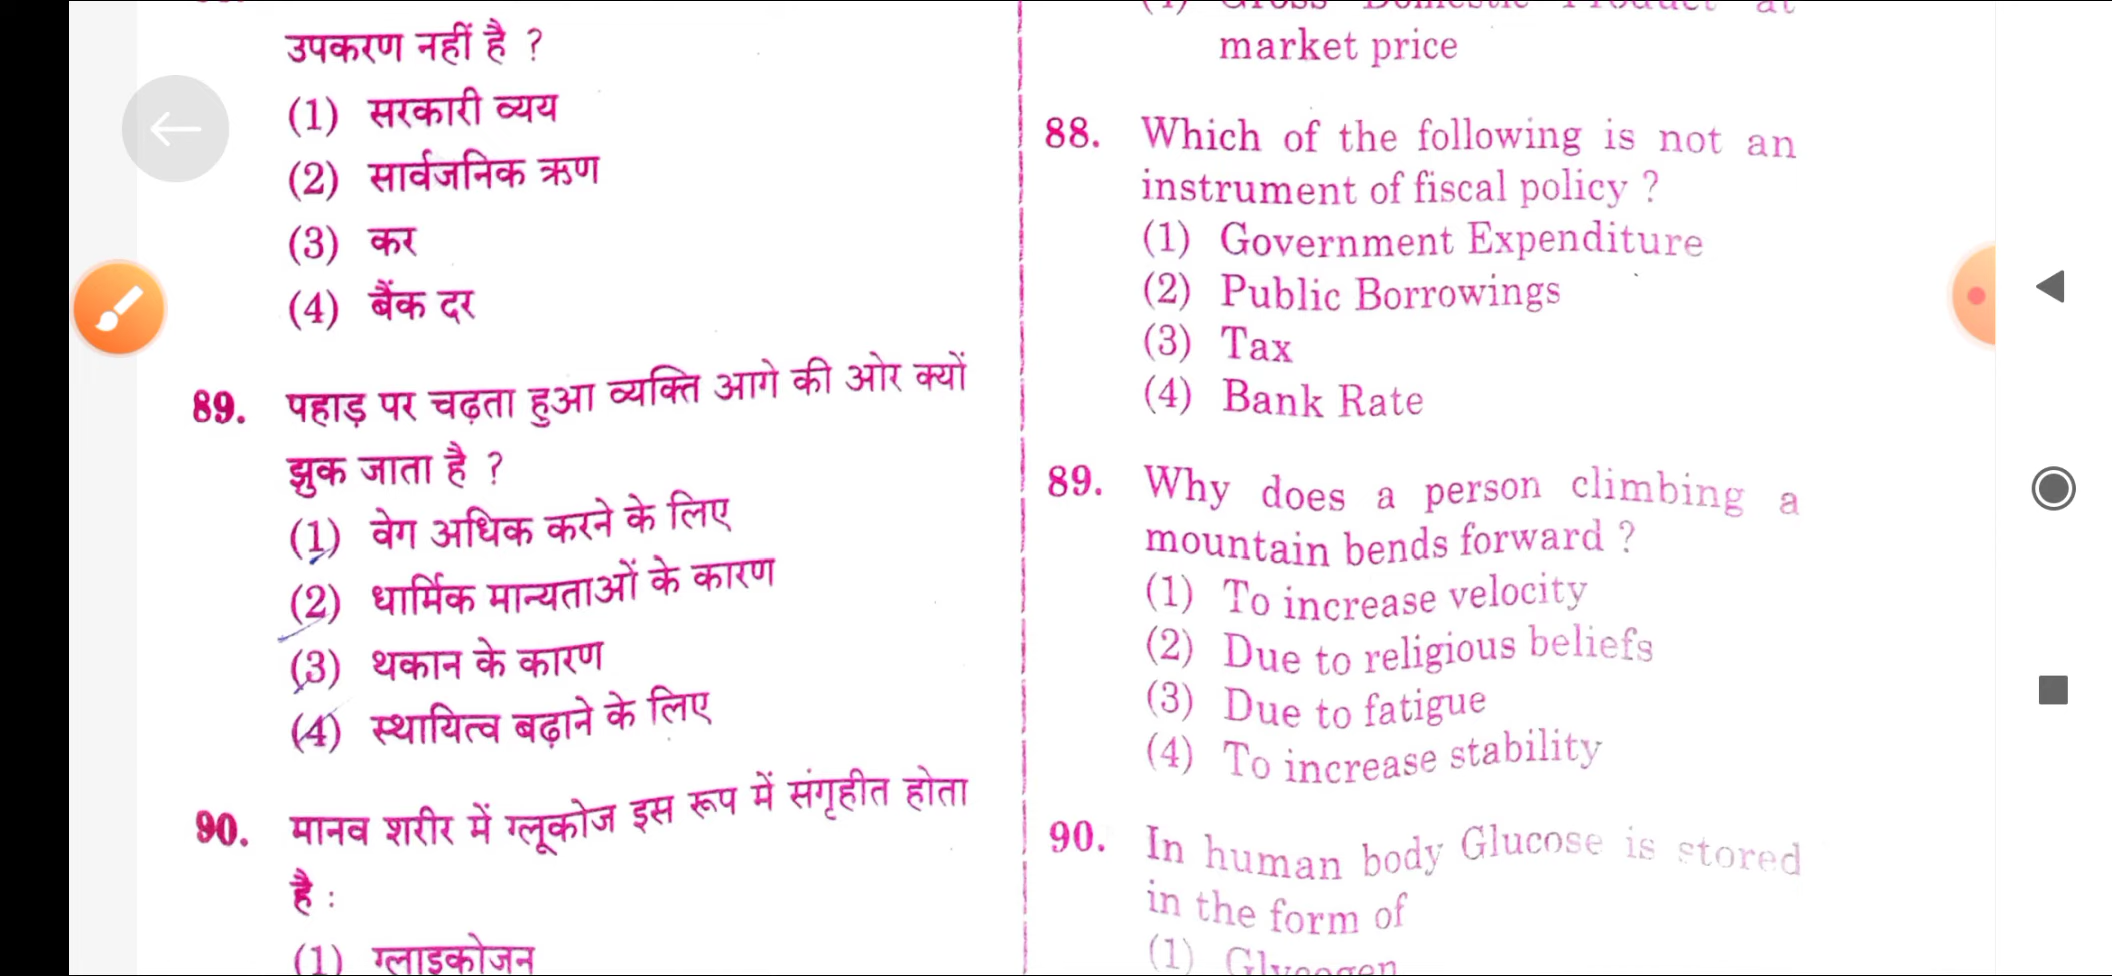 उपकरण नहीं है ?
(1) सरकारी व्यय
(2) सार्वजनिक ऋण
(3) कर
(4) बैंक दर
89. पहाड़ पर चढ़ता हुआ व्यक्ति आगे की ओर क्यों
झुक जाता है ?
(1) वेग अधिक करने के लिए
(2) धार्मिक मान्यताओं के कारण
(3) थकान के कारण
(4) स्थायित्व बढ़ाने के लिए
90. मानव शरीर में ग्लूकोज इस रूप में संगृहीत होता
है :
(1) ग्लाइकोजन
market price
88. Which of the following is not an
instrument of fiscal policy ?
(1) Government Expenditure
(2) Public Borrowings
(3) Tax
(4) Bank Rate
89. Why does a person climbing a
mountain bends forward ?
(1) To increase velocity
(2) Due to religious beliefs
(3) Due to fatigue
(4) To increase stability
90. In human body Glucose is stored
in the form of
(1) Glycogen